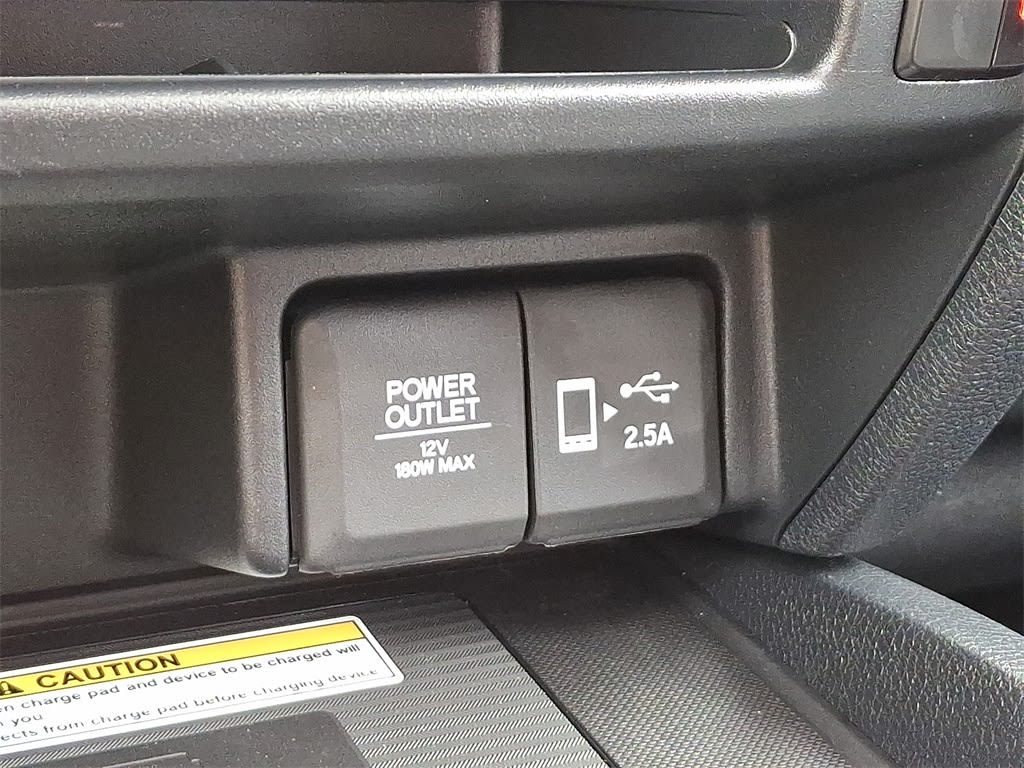 POWER
OUTLET
12V
180W MAX
2.5A
CAUTION
charge pad and device to be charged will
you
from charge pad before charging device